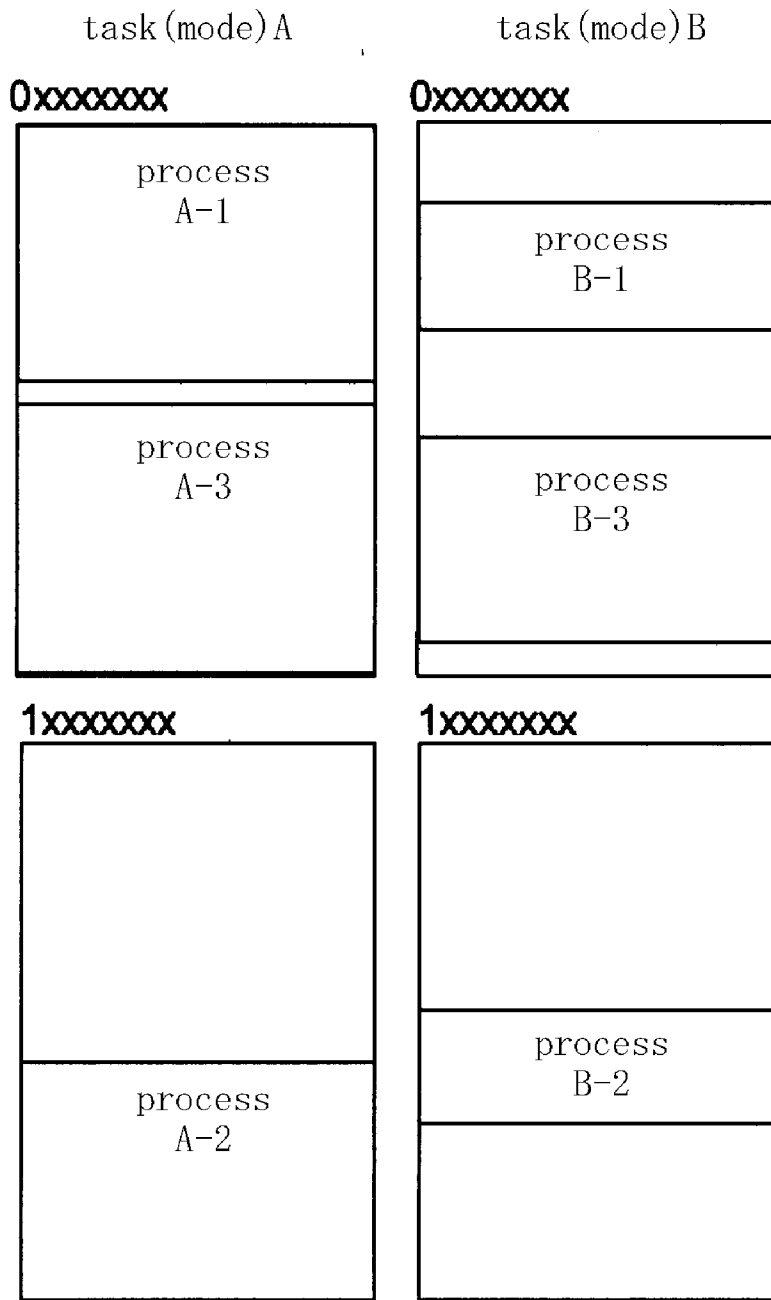 task(mode)A
task(mode)B
0xxxxxxx
0xxxxxxx
process
A-1
process
B-1
process
A-3
process
B-3
1xxxxxxx
1xxxxxxx
process
A-2
process
B-2